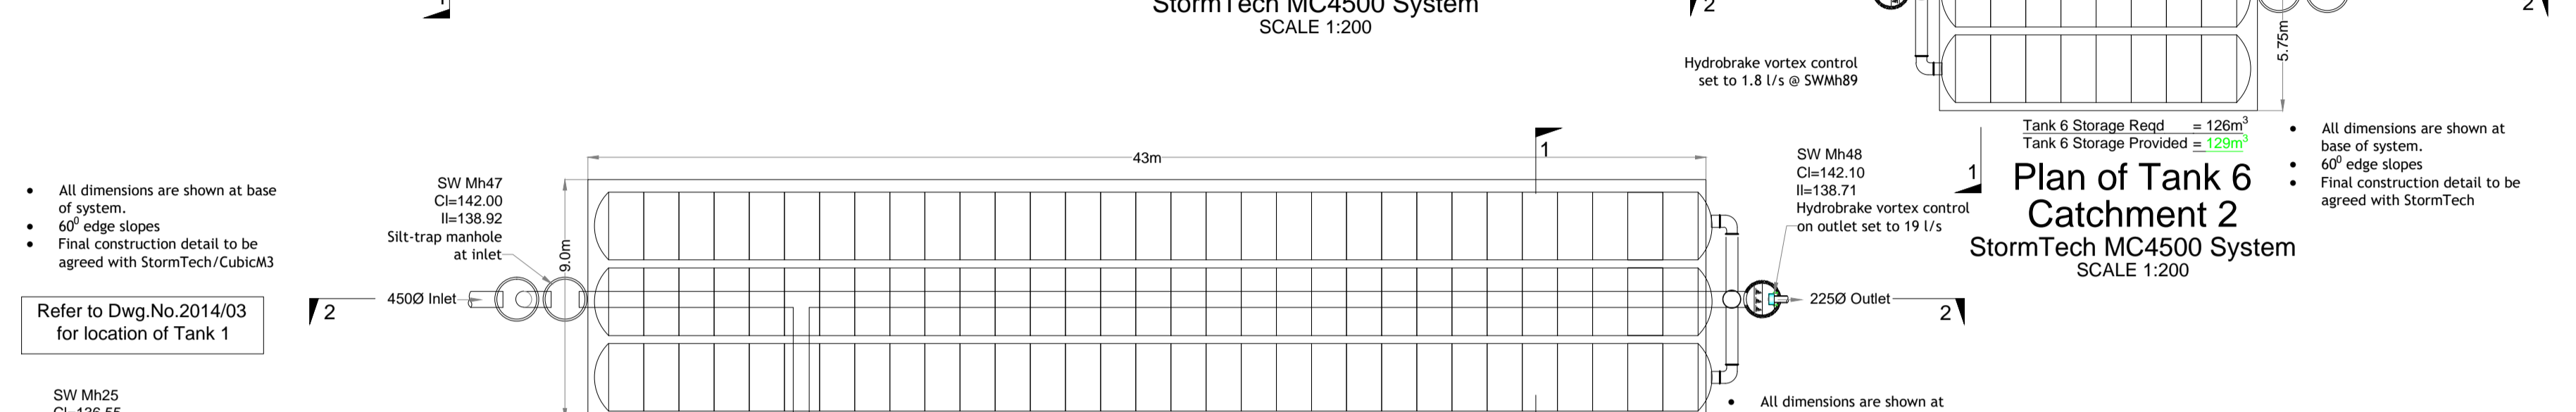 1
StormTech MC4500 System
SCALE 1:200
2
2
5.75m
Hydrobrake vortex control
set to 1.8 l/s @ SWMh89
Tank 6 Storage Reqd = 126m³
Tank 6 Storage Provided = 129m³
1
Plan of Tank 6
Catchment 2
StormTech MC4500 System
SCALE 1:200
• All dimensions are shown at
base of system.
• 60⁰ edge slopes
• Final construction detail to be
agreed with StormTech
• All dimensions are shown at base
of system.
• 60⁰ edge slopes
• Final construction detail to be
agreed with StormTech/CubicM3
Refer to Dwg.No.2014/03
for location of Tank 1
SW Mh47
Cl=142.00
Il=138.92
Silt-trap manhole
at inlet
43m
9.0m
1
2
450Ø Inlet
SW Mh48
Cl=142.10
Il=138.71
Hydrobrake vortex control
on outlet set to 19 l/s
225Ø Outlet
2
SW Mh25
Cl=136.55
• All dimensions are shown at